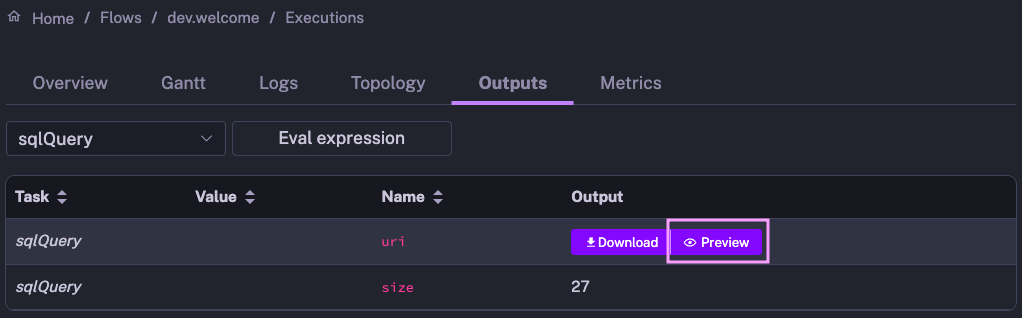 Home / Flows / dev.welcome / Executions
Overview Gantt Logs Topology Outputs Metrics
sqlQuery Eval expression
Task Value Name Output
sqlQuery uri Download Preview
sqlQuery size 27